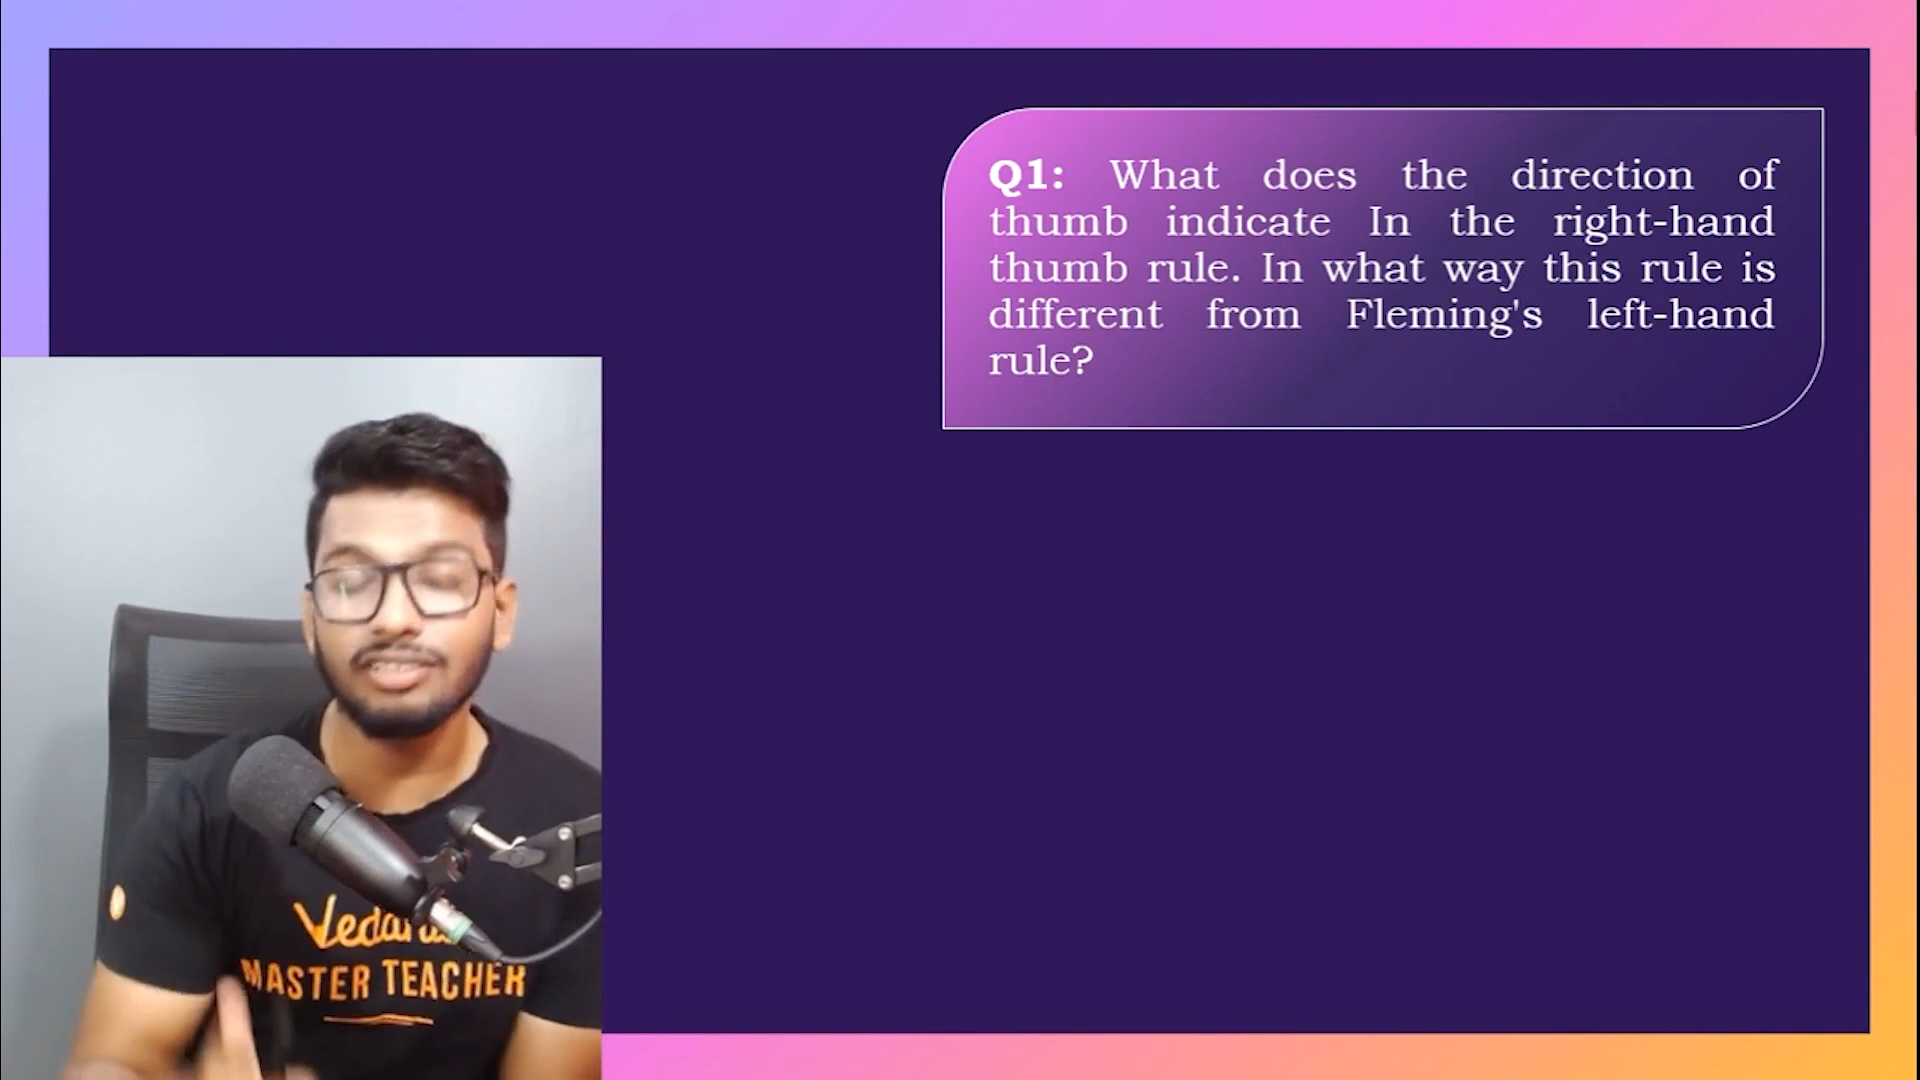 Q1: What does the direction of
thumb indicate In the right-hand
thumb rule. In what way this rule is
different from Fleming's left-hand
rule?
MASTER TEACHER